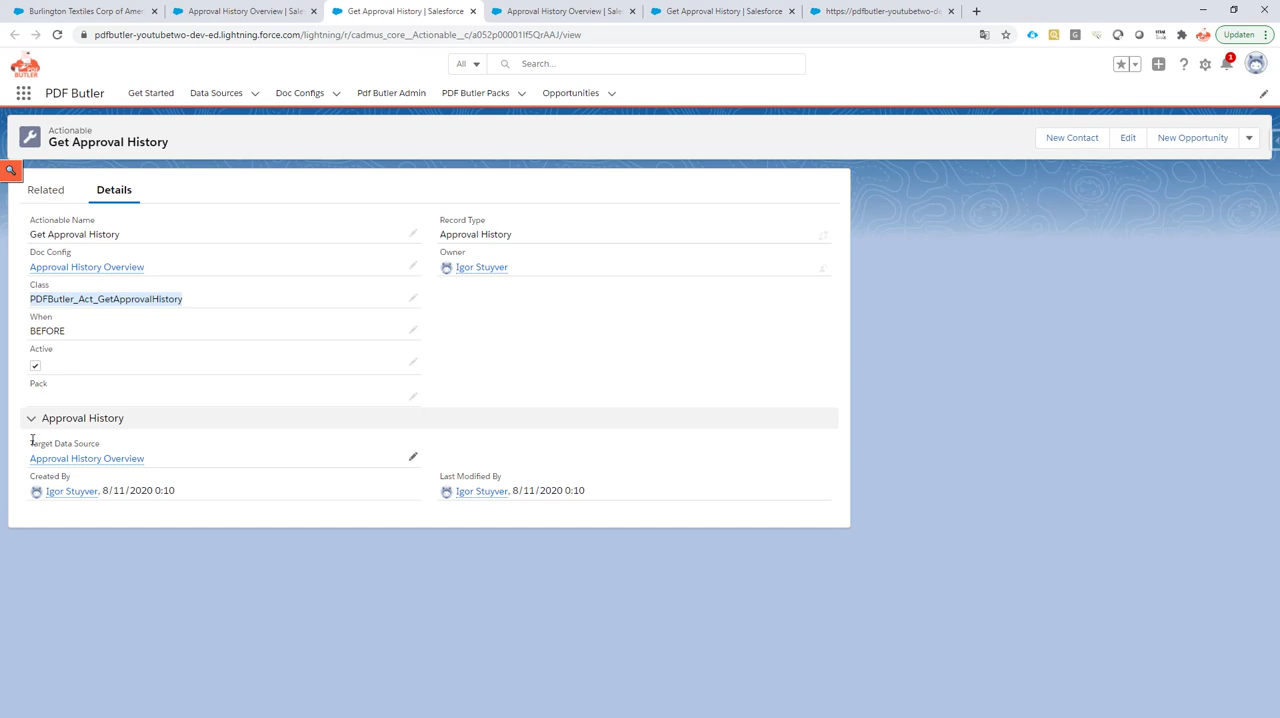 Burlington Textiles Corp of Amer
Approval History Overview | Sale
Get Approval History | Salesforce
Approval History Overview | Sale
Get Approval History | Salesforce
https://pdfbutler-youtubetwo-de
pdfbutler-youtubetwo-dev-ed.lightning.force.com/lightning/r/cadmus_core__Actionable__c/a052p00001If5QrAAJ/view
Updaten
PDF BUTLER
All
Search...
1
PDF Butler
Get Started
Data Sources
Doc Configs
Pdf Butler Admin
PDF Butler Packs
Opportunities
Actionable
Get Approval History
New Contact
Edit
New Opportunity
Related
Details
Actionable Name
Get Approval History
Record Type
Approval History
Doc Config
Approval History Overview
Owner
Igor Stuyver
Class
PDFButler_Act_GetApprovalHistory
When
BEFORE
Active
Pack
Approval History
Target Data Source
Approval History Overview
Created By
Igor Stuyver, 8/11/2020 0:10
Last Modified By
Igor Stuyver, 8/11/2020 0:10